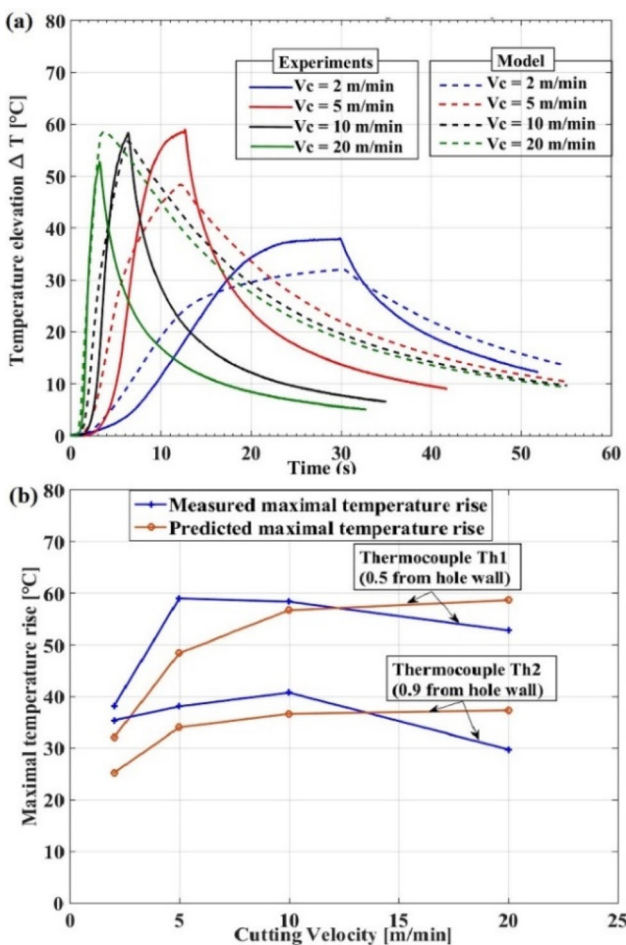 (a)
80
70
60
50
40
30
20
10
0
Temperature elevation Δ T [°C]
Experiments
Vc = 2 m/min
Vc = 5 m/min
Vc = 10 m/min
Vc = 20 m/min
Model
Vc = 2 m/min
Vc = 5 m/min
Vc = 10 m/min
Vc = 20 m/min
0 10 20 30 40 50 60
Time (s)
(b)
80
70
60
50
40
30
20
10
0
Maximal temperature rise [°C]
Measured maximal temperature rise
Predicted maximal temperature rise
Thermocouple Th1
(0.5 from hole wall)
Thermocouple Th2
(0.9 from hole wall)
0 5 10 15 20 25
Cutting Velocity [m/min]